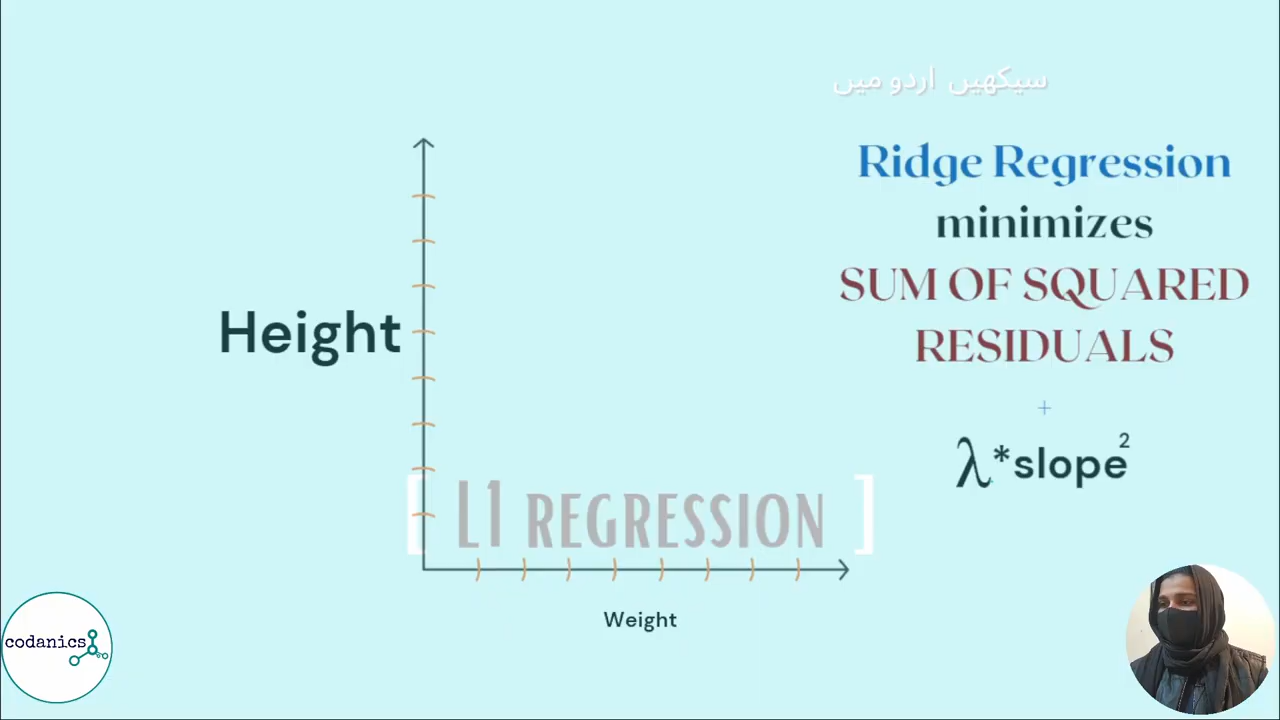 سیکھیں اردو میں
Ridge Regression
minimizes
SUM OF SQUARED
RESIDUALS
+
λ*slope²
Height
[ L1 REGRESSION ]
Weight
codanics